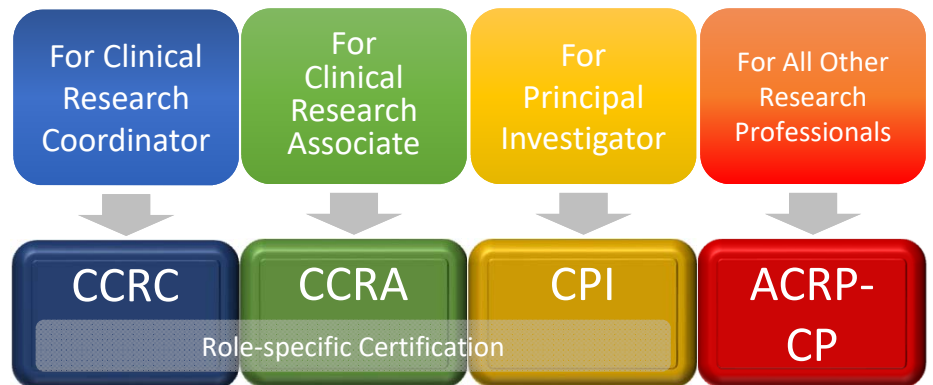 For Clinical
Research
Coordinator
For
Clinical
Research
Associate
For
Principal
Investigator
For All Other
Research
Professionals
CCRC
CCRA
CPI
ACRP-
CP
Role-specific Certification